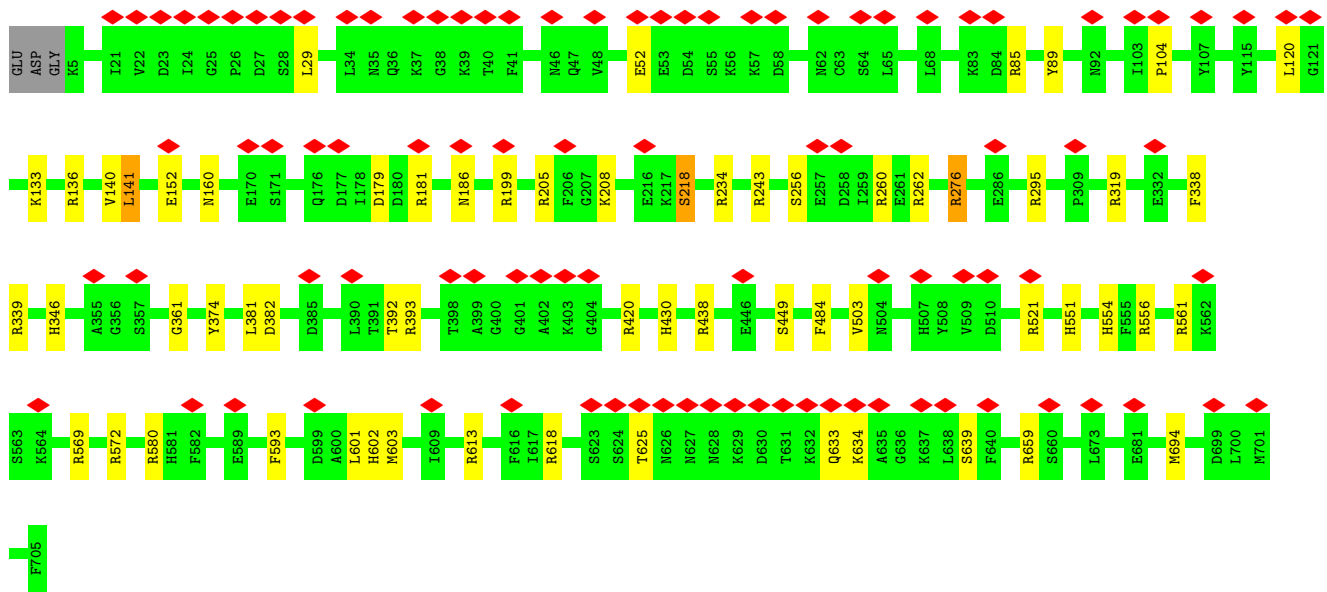 GLU ASP GLY K5 I21 V22 D23 I24 G25 P26 D27 S28 L29 L34 N35 Q36 K37 G38 K39 T40 F41 N46 Q47 V48 E52 E53 D54 S55 K56 K57 D58 N62 C63 S64 L65 L68 K83 D84 R85 Y89 N92 I103 P104 Y107 Y115 L120 G121
K133 R136 V140 L141 E152 N160 E170 S171 Q176 D177 I178 D179 D180 R181 N186 R199 R205 F206 G207 K208 E216 K217 S218 R234 R243 S256 E257 D258 I259 R260 E261 R262 R276 E286 R295 P309 R319 E332 F338
R339 H346 A355 G356 S357 G361 Y374 L381 D382 D385 L390 T391 T392 R393 T398 A399 G400 G401 A402 K403 G404 R420 H430 R438 E446 S449 F484 V503 N504 H507 Y508 V509 D510 R521 H551 H554 F555 R556 R561 K562
S563 K564 R569 R572 R580 H581 F582 E589 F593 D599 A600 L601 H602 M603 I609 R613 F616 I617 R618 S623 S624 T625 N626 N627 N628 K629 D630 T631 K632 Q633 K634 A635 G636 K637 L638 S639 F640 R659 S660 L673 E681 M694 D699 L700 M701
F705